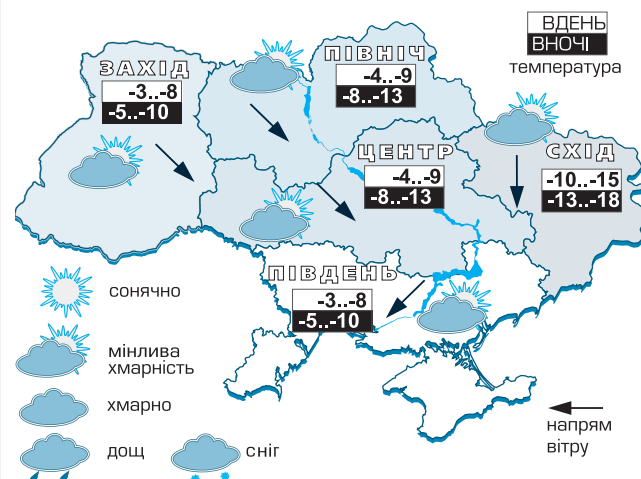 ВДЕНЬ
ВНОЧІ
температура
ПІВНІЧ
-4..-9
-8..-13
ЗАХІД
-3..-8
-5..-10
ЦЕНТР
-4..-9
-8..-13
СХІД
-10..-15
-13..-18
ПІВДЕНЬ
-3..-8
-5..-10
сонячно
мінлива
хмарність
хмарно
дощ
сніг
напрям
вітру